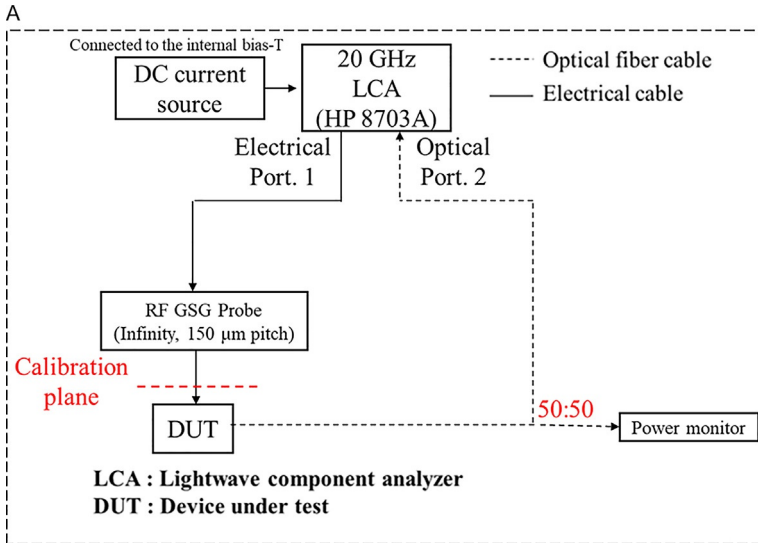 A
Connected to the internal bias-T
DC current
source
20 GHz
LCA
(HP 8703A)
Optical fiber cable
Electrical cable
Electrical
Port. 1
Optical
Port. 2
RF GSG Probe
(Infinity, 150 μm pitch)
Calibration
plane
DUT
50:50
Power monitor
LCA : Lightwave component analyzer
DUT : Device under test